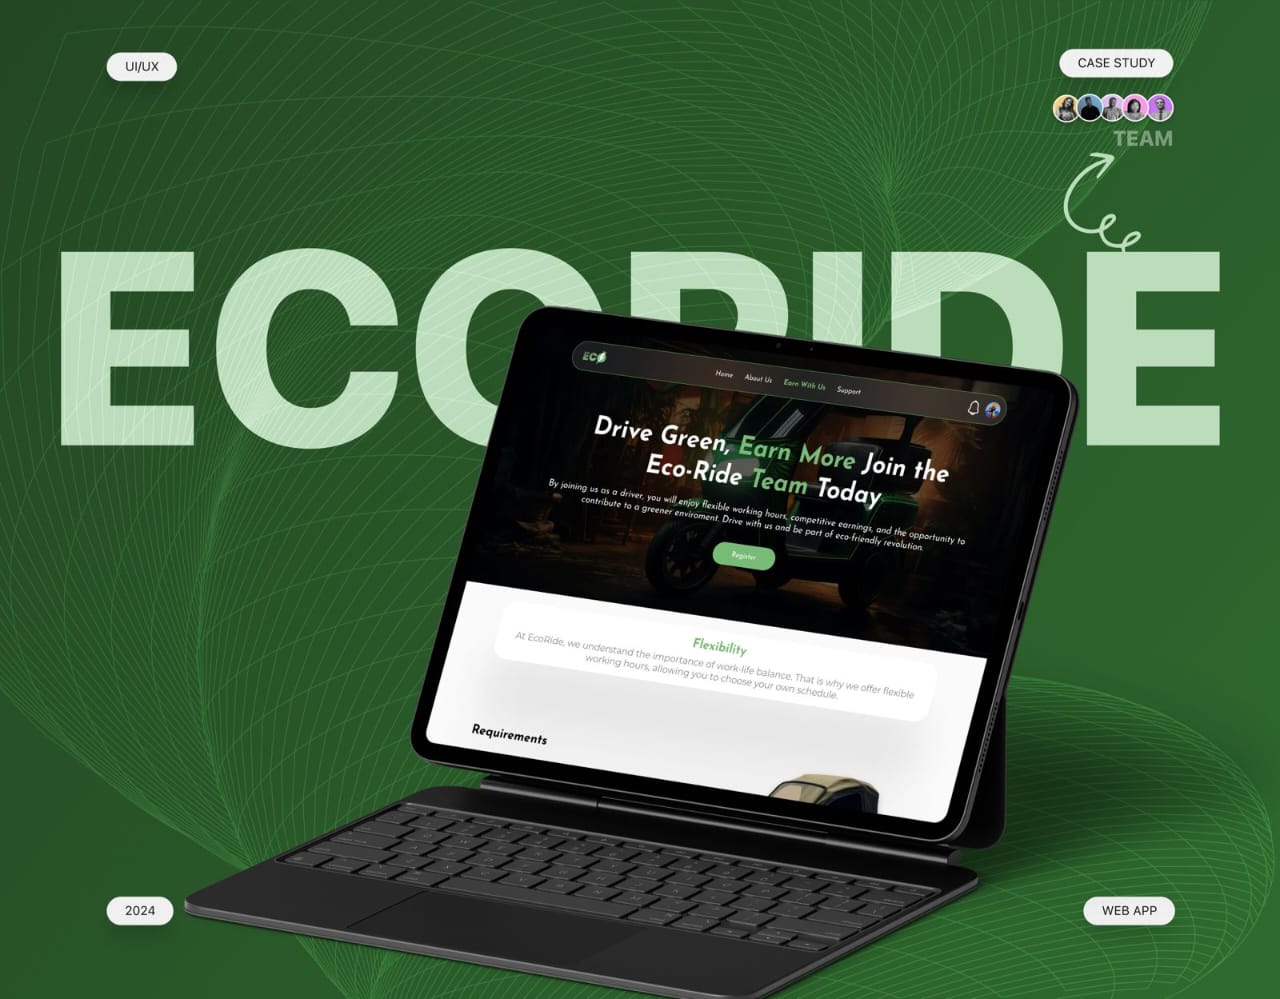 UI/UX
CASE STUDY
TEAM
ECORIDE
ECO
Home About Us Earn With Us Support
Drive Green, Earn More Join the
Eco-Ride Team Today
By joining us as a driver, you will enjoy flexible working hours, competitive earnings, and the opportunity to
contribute to a greener enviroment. Drive with us and be part of eco-friendly revolution.
Register
Flexibility
At EcoRide, we understand the importance of work-life balance. That is why we offer flexible
working hours, allowing you to choose your own schedule.
Requirements
2024
WEB APP